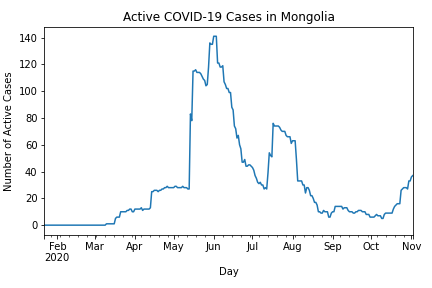 Active COVID-19 Cases in Mongolia
Number of Active Cases
140
120
100
80
60
40
20
0
Feb Mar Apr May Jun Jul Aug Sep Oct Nov
2020
Day